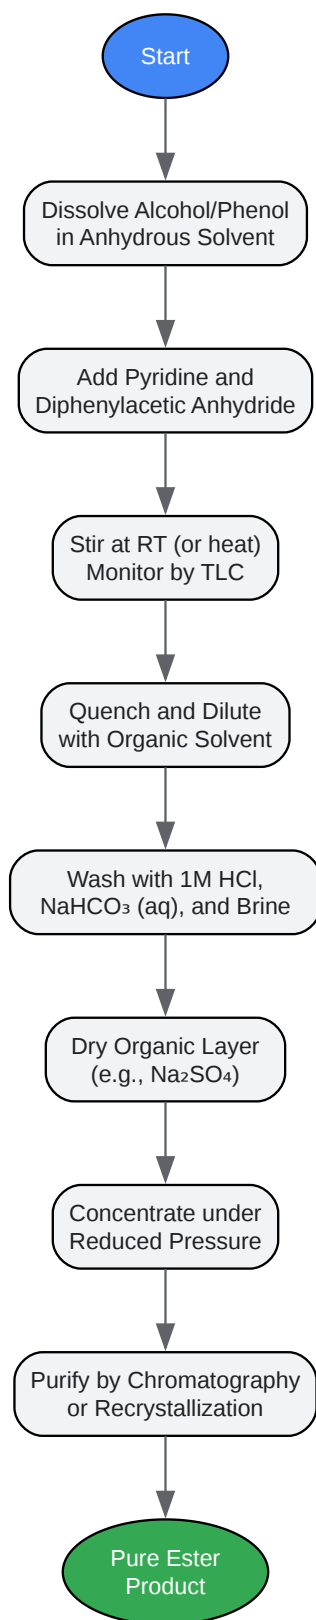 Start
Dissolve Alcohol/Phenol
in Anhydrous Solvent
Add Pyridine and
Diphenylacetic Anhydride
Stir at RT (or heat)
Monitor by TLC
Quench and Dilute
with Organic Solvent
Wash with 1M HCl,
NaHCO₃ (aq), and Brine
Dry Organic Layer
(e.g., Na₂SO₄)
Concentrate under
Reduced Pressure
Purify by Chromatography
or Recrystallization
Pure Ester
Product